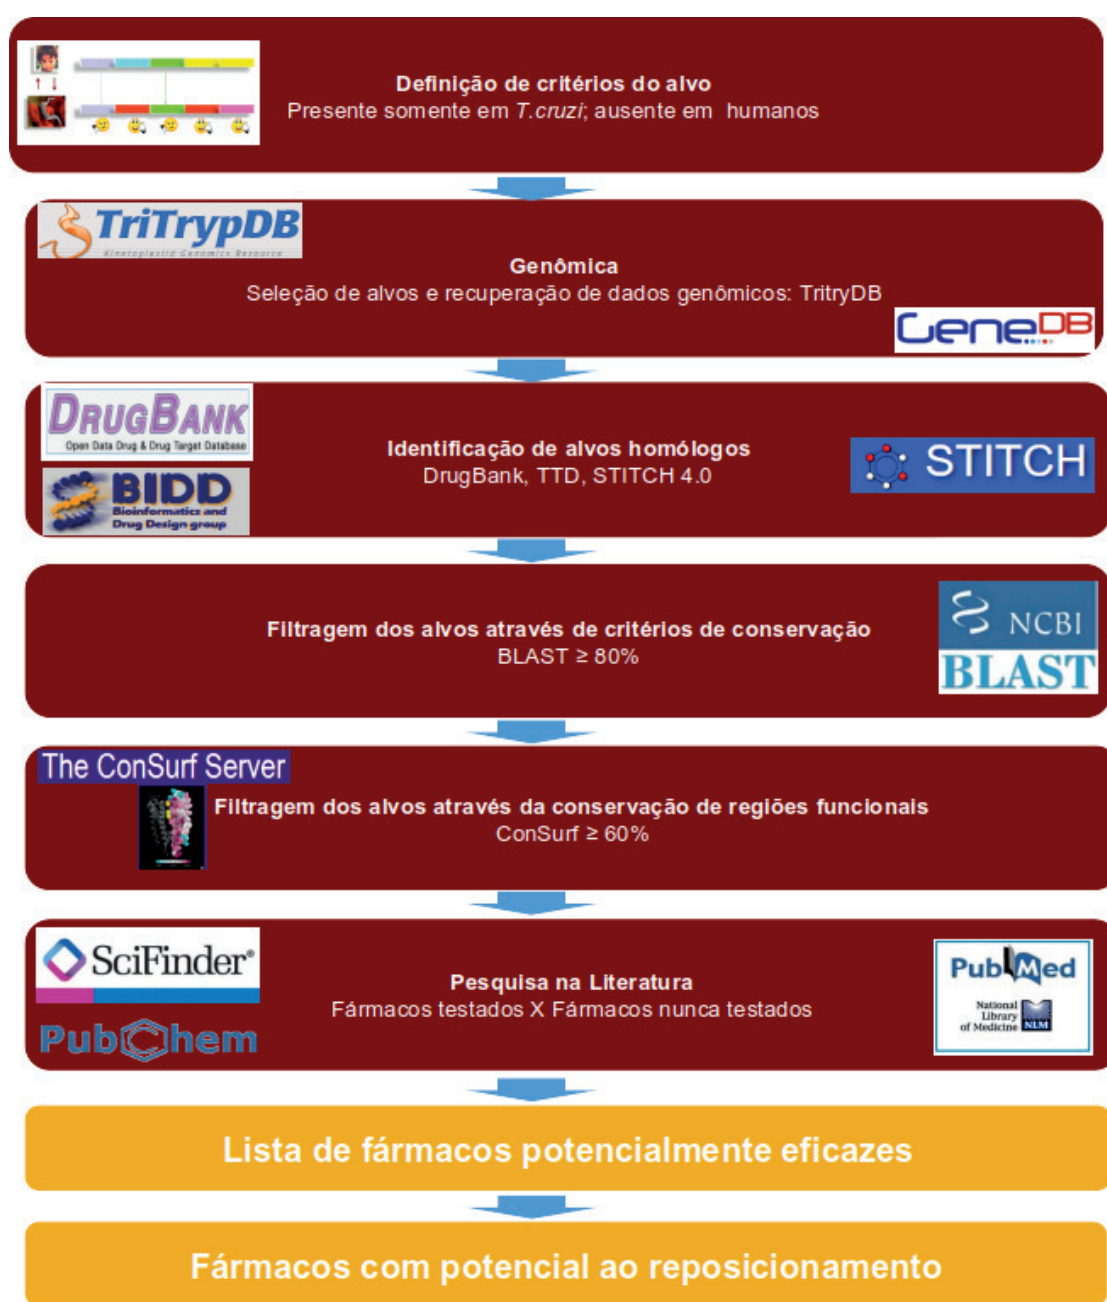 Definição de critérios do alvo
Presente somente em T.cruzi; ausente em humanos
TriTrypDB
Kinetoplastid Genomics Resource
Genômica
Seleção de alvos e recuperação de dados genômicos: TritryDB
GeneDB
DRUGBANK
Open Data Drug & Drug Target Database
Identificação de alvos homólogos
DrugBank, TTD, STITCH 4.0
STITCH
BIDD
Bioinformatics and
Drug Design group
Filtragem dos alvos através de critérios de conservação
BLAST ≥ 80%
NCBI
BLAST
The ConSurf Server
Filtragem dos alvos através da conservação de regiões funcionais
ConSurf ≥ 60%
SciFinder®
PubChem
Pesquisa na Literatura
Fármacos testados X Fármacos nunca testados
PubMed
National
Library
of Medicine NLM
Lista de fármacos potencialmente eficazes
Fármacos com potencial ao reposicionamento